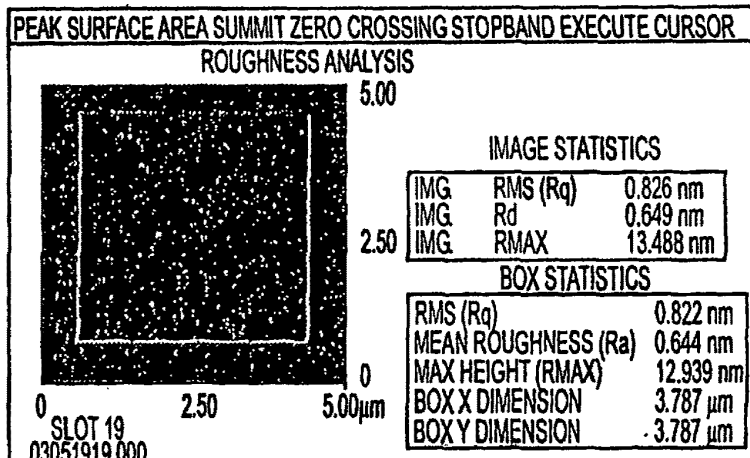 PEAK SURFACE AREA SUMMIT ZERO CROSSING STOPBAND EXECUTE CURSOR
ROUGHNESS ANALYSIS
5.00
2.50
0
0 2.50 5.00μm
SLOT 19
03051919.000
IMAGE STATISTICS
IMG. RMS (Rq) 0.826 nm
IMG. Rd 0.649 nm
IMG. RMAX 13.488 nm
BOX STATISTICS
RMS (Rq) 0.822 nm
MEAN ROUGHNESS (Ra) 0.644 nm
MAX HEIGHT (RMAX) 12.939 nm
BOX X DIMENSION 3.787 μm
BOX Y DIMENSION 3.787 μm